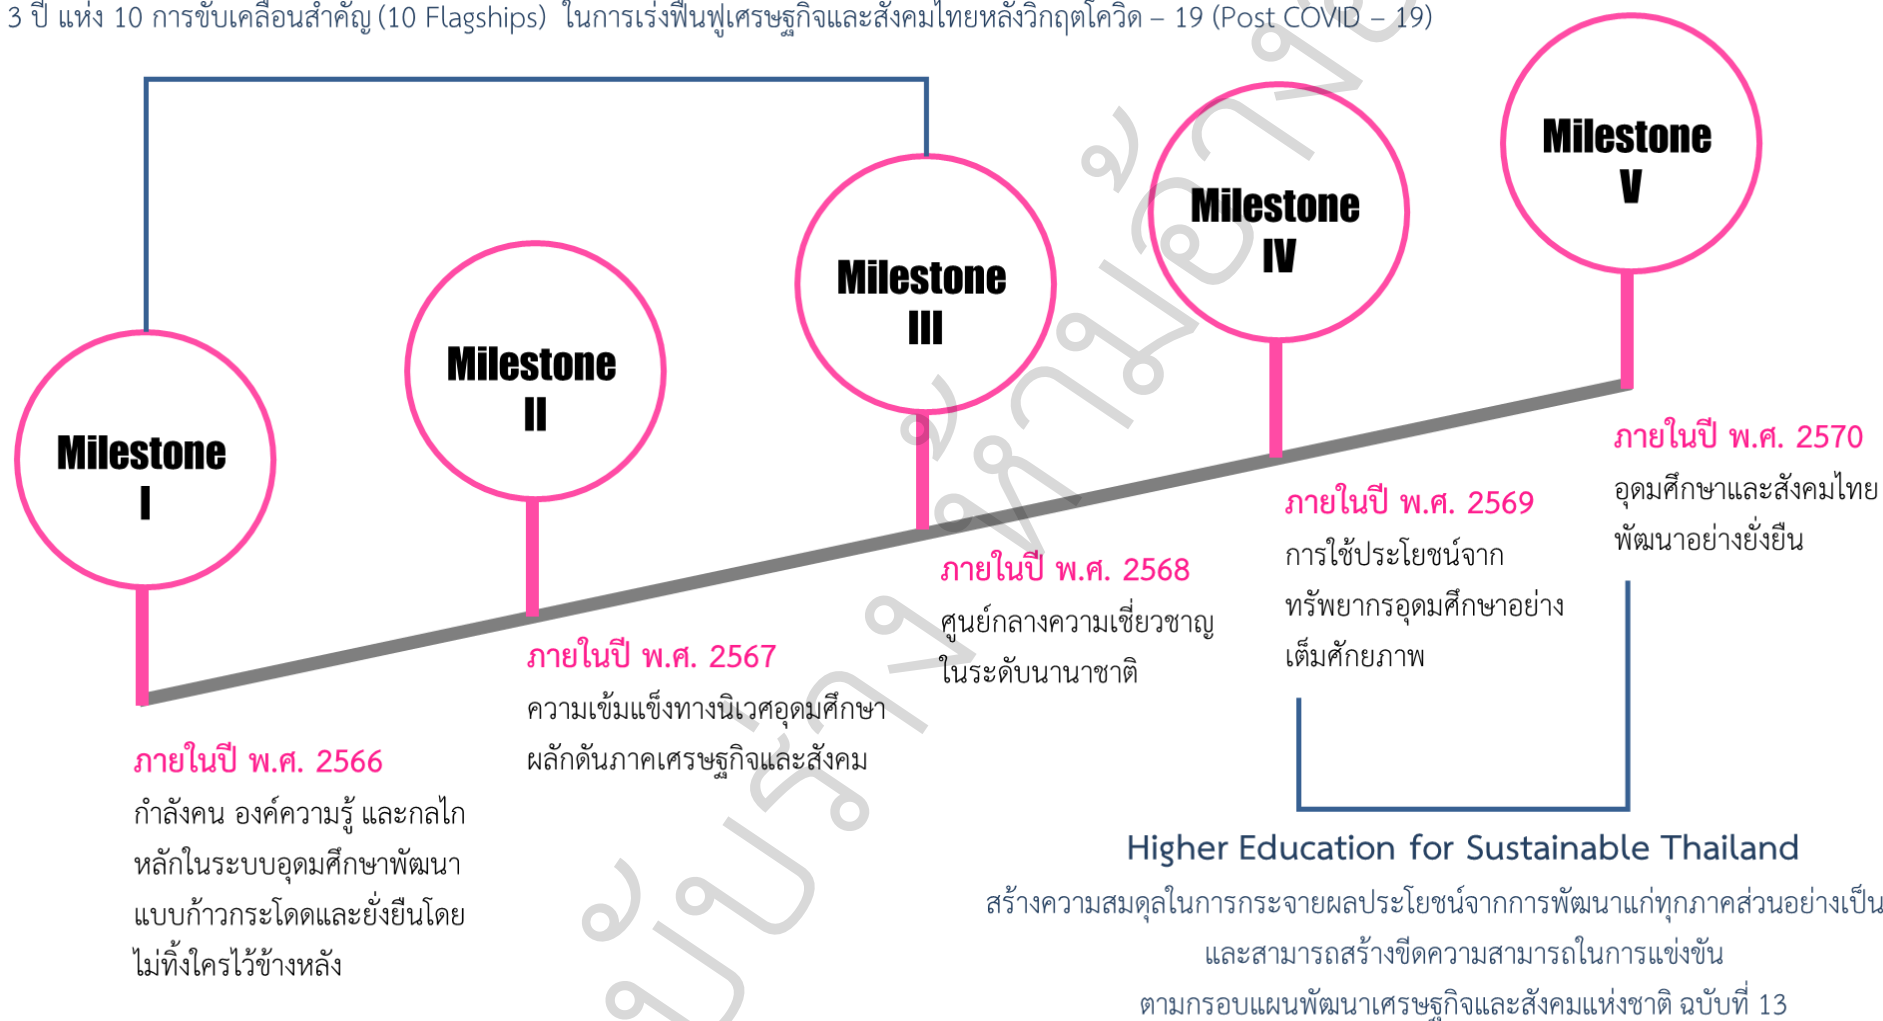 3 ปี แห่ง 10 การขับเคลื่อนสำคัญ (10 Flagships) ในการเร่งฟื้นฟูเศรษฐกิจและสังคมไทยหลังวิกฤตโควิด – 19 (Post COVID – 19)
Milestone
I
ภายในปี พ.ศ. 2566
กำลังคน องค์ความรู้ และกลไก
หลักในระบบอุดมศึกษาพัฒนา
แบบก้าวกระโดดและยั่งยืนโดย
ไม่ทิ้งใครไว้ข้างหลัง
Milestone
II
ภายในปี พ.ศ. 2567
ความเข้มแข็งทางนิเวศอุดมศึกษา
ผลักดันภาคเศรษฐกิจและสังคม
Milestone
III
ภายในปี พ.ศ. 2568
ศูนย์กลางความเชี่ยวชาญ
ในระดับนานาชาติ
Milestone
IV
ภายในปี พ.ศ. 2569
การใช้ประโยชน์จาก
ทรัพยากรอุดมศึกษาอย่าง
เต็มศักยภาพ
Milestone
V
ภายในปี พ.ศ. 2570
อุดมศึกษาและสังคมไทย
พัฒนาอย่างยั่งยืน
Higher Education for Sustainable Thailand
สร้างความสมดุลในการกระจายผลประโยชน์จากการพัฒนาแก่ทุกภาคส่วนอย่างเป็น
และสามารถสร้างขีดความสามารถในการแข่งขัน
ตามกรอบแผนพัฒนาเศรษฐกิจและสังคมแห่งชาติ ฉบับที่ 13